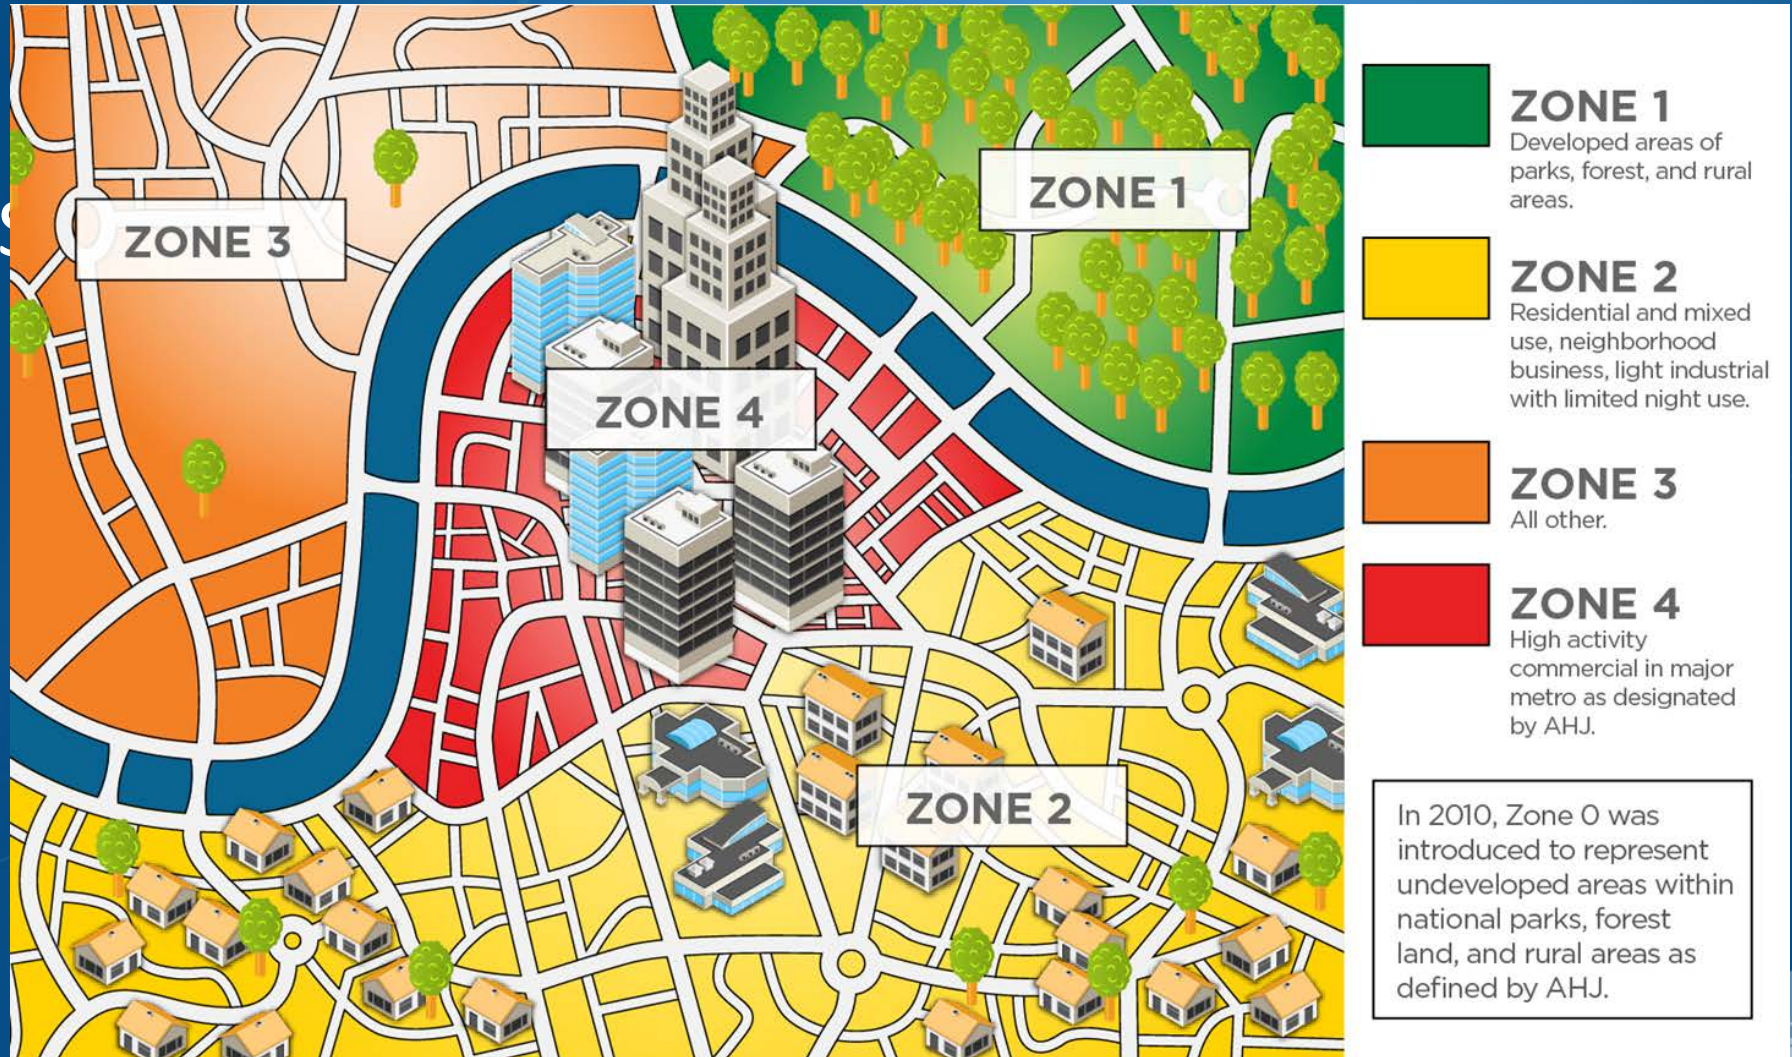 ZONE 1
ZONE 3
ZONE 4
ZONE 2
ZONE 1
Developed areas of
parks, forest, and rural
areas.
ZONE 2
Residential and mixed
use, neighborhood
business, light industrial
with limited night use.
ZONE 3
All other.
ZONE 4
High activity
commercial in major
metro as designated
by AHJ.
In 2010, Zone 0 was
introduced to represent
undeveloped areas within
national parks, forest
land, and rural areas as
defined by AHJ.